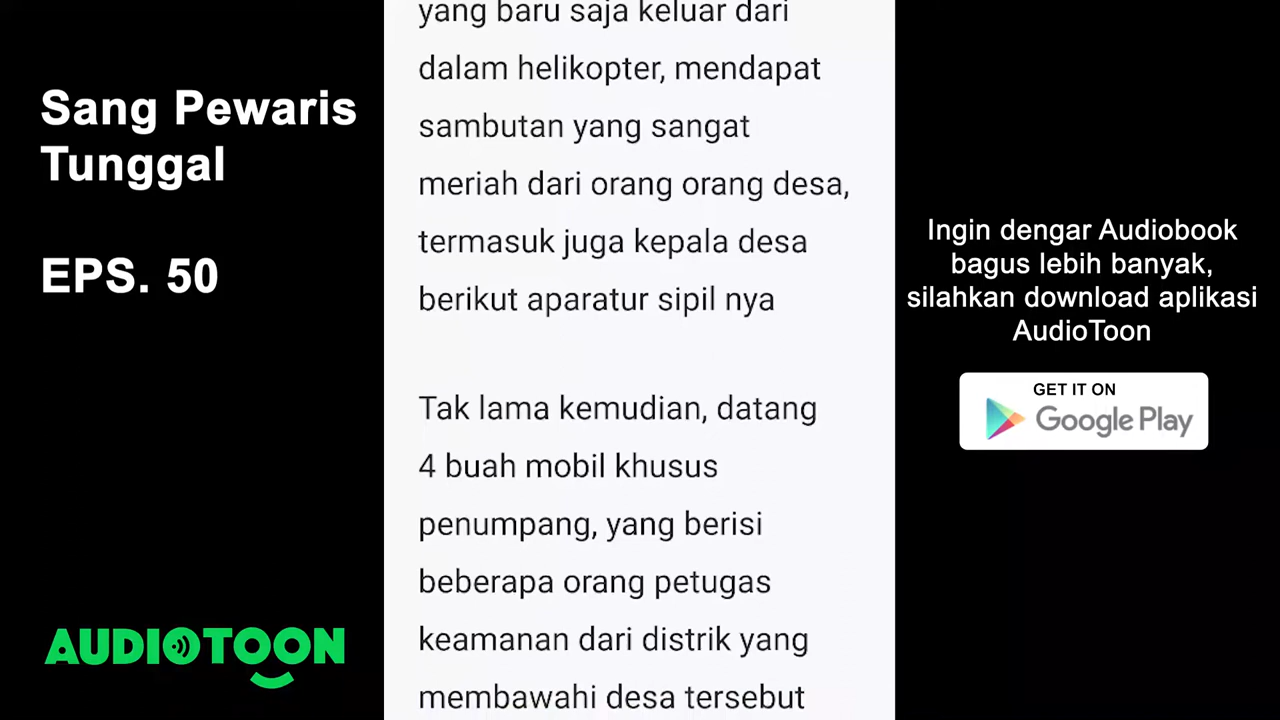 Sang Pewaris
Tunggal
EPS. 50
AUDIOTOON
yang baru saja keluar dari
dalam helikopter, mendapat
sambutan yang sangat
meriah dari orang orang desa,
termasuk juga kepala desa
berikut aparatur sipil nya
Tak lama kemudian, datang
4 buah mobil khusus
penumpang, yang berisi
beberapa orang petugas
keamanan dari distrik yang
membawahi desa tersebut
Ingin dengar Audiobook
bagus lebih banyak,
silahkan download aplikasi
AudioToon
GET IT ON
Google Play